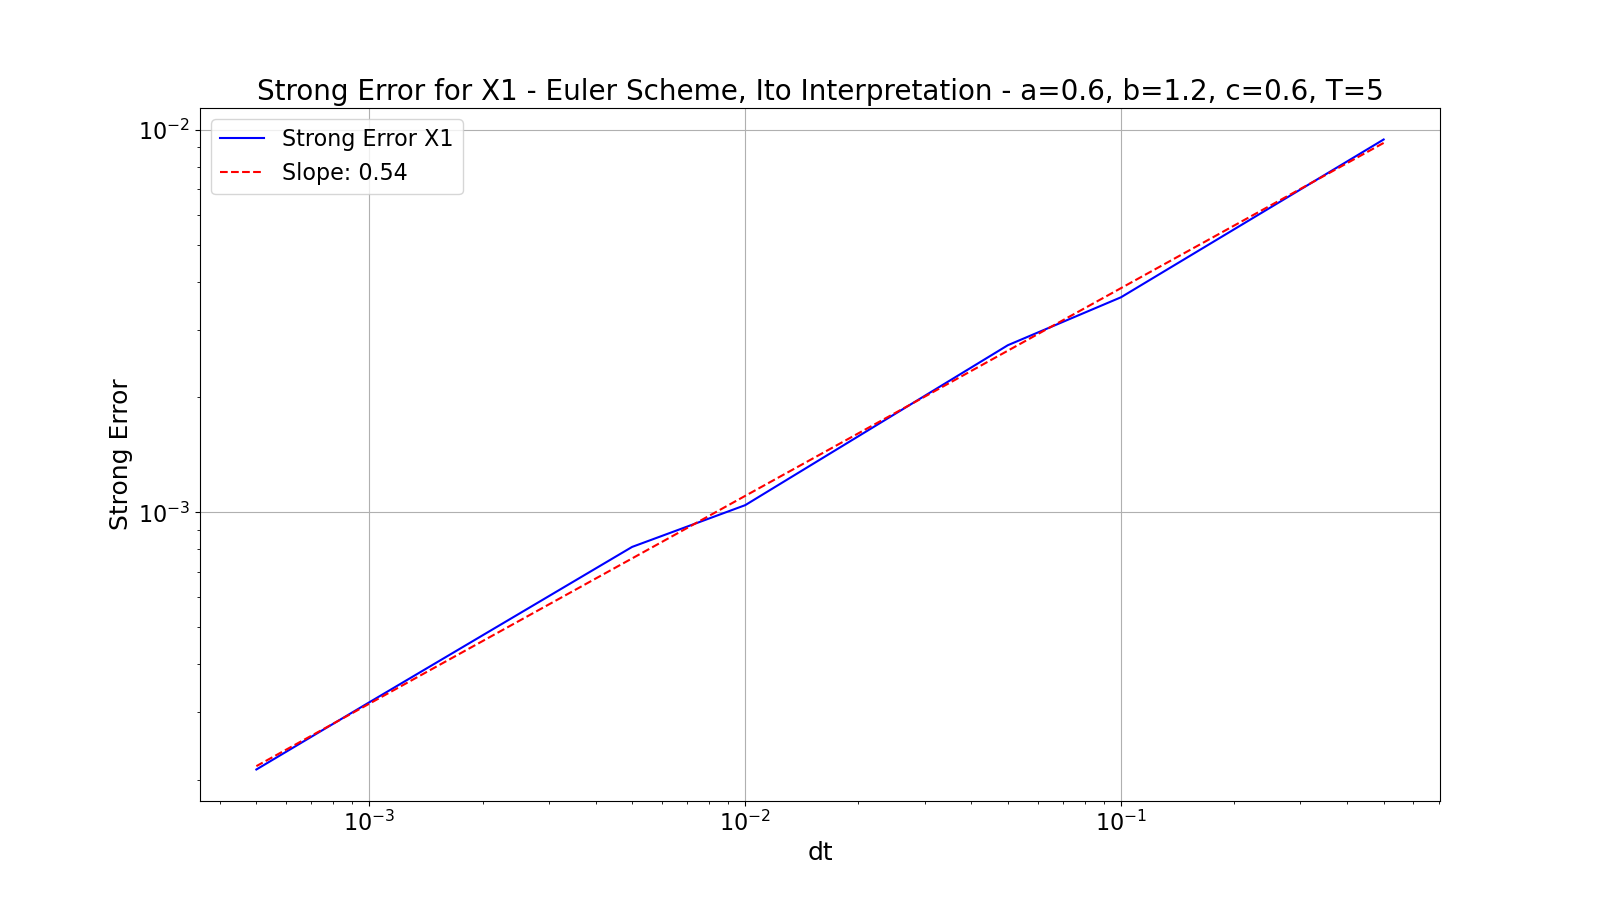 Strong Error for X1 - Euler Scheme, Ito Interpretation - a=0.6, b=1.2, c=0.6, T=5
Strong Error X1
Slope: 0.54
Strong Error
10⁻²
10⁻³
10⁻³
10⁻²
10⁻¹
dt